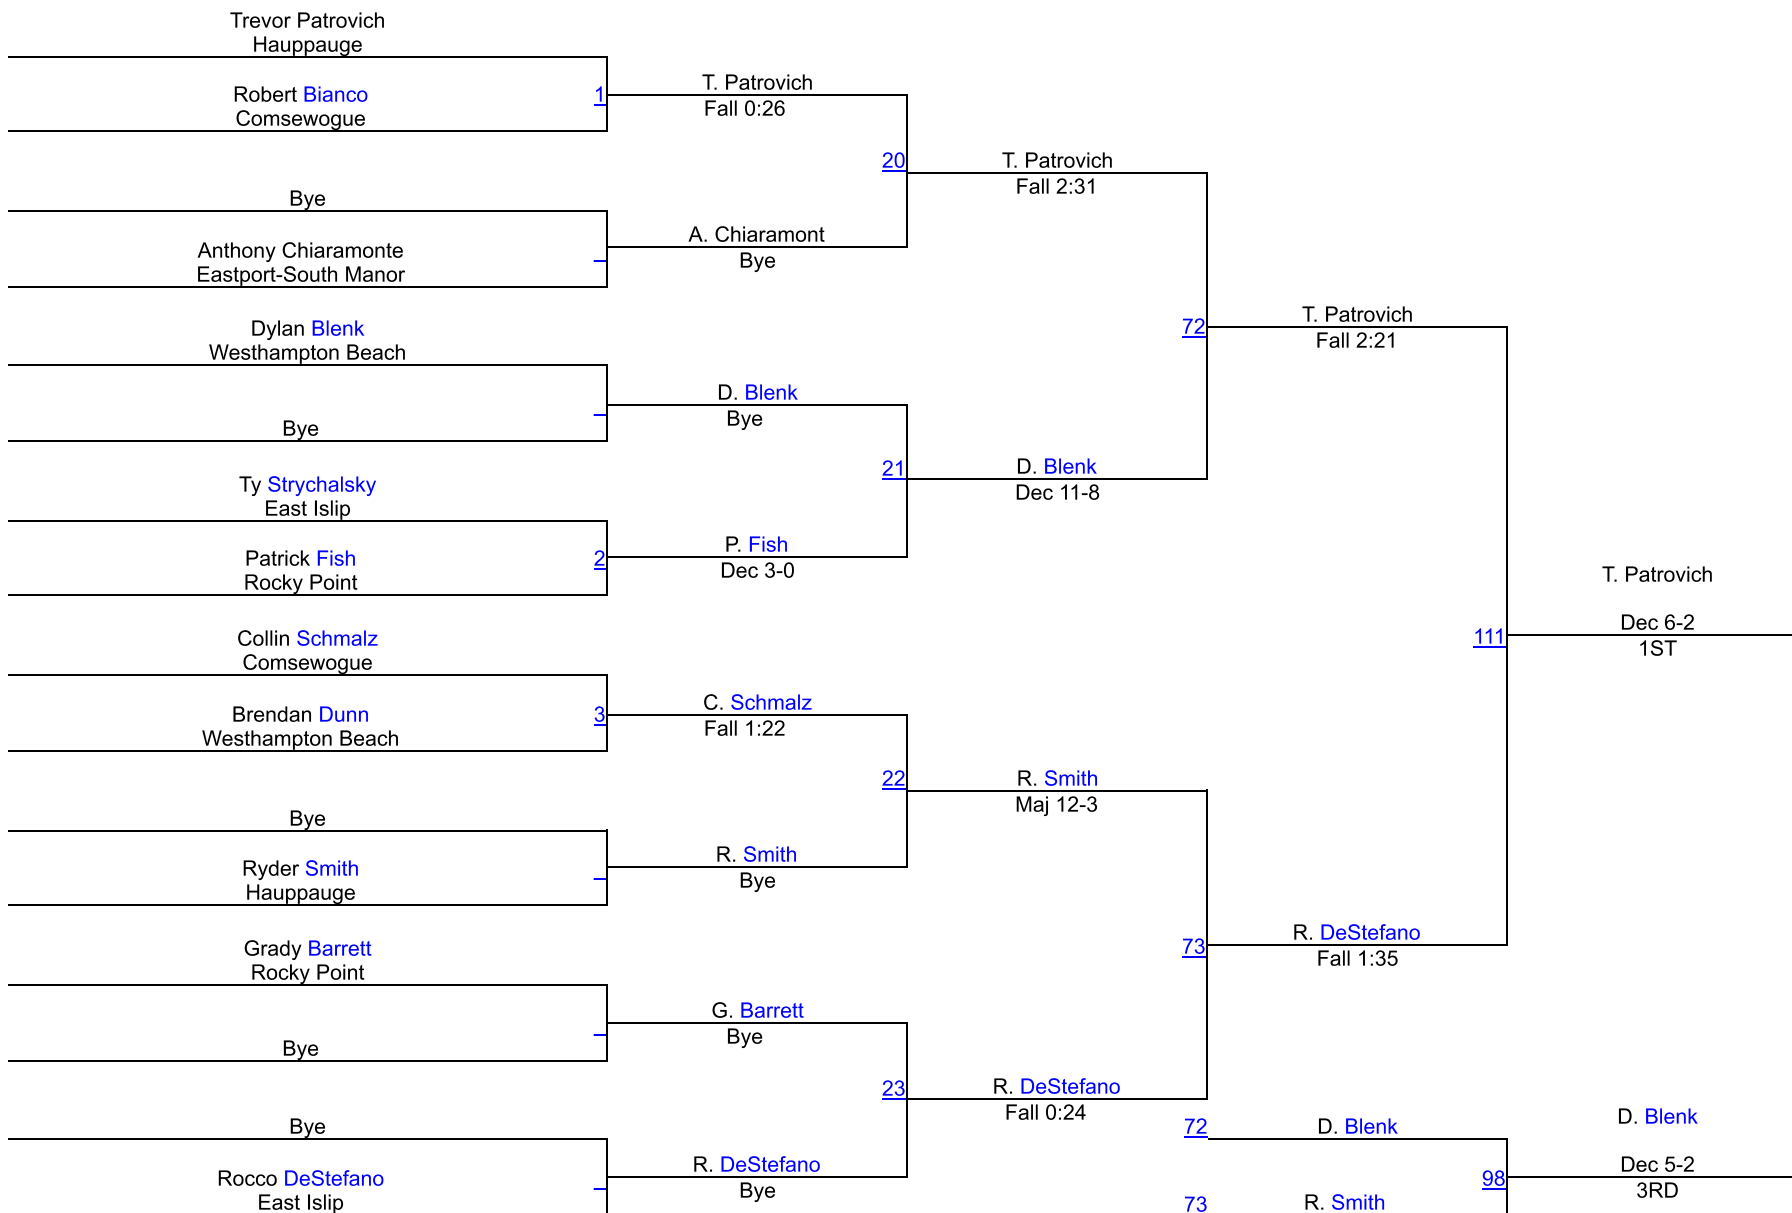 Trevor Patrovich
Hauppauge
Robert Bianco
Comsewogue
1
T. Patrovich
Fall 0:26
Bye
Anthony Chiaramonte
Eastport-South Manor
A. Chiaramont
Bye
20
T. Patrovich
Fall 2:31
Dylan Blenk
Westhampton Beach
Bye
D. Blenk
Bye
Ty Strychalsky
East Islip
Patrick Fish
Rocky Point
2
P. Fish
Dec 3-0
21
D. Blenk
Dec 11-8
72
T. Patrovich
Fall 2:21
Collin Schmalz
Comsewogue
Brendan Dunn
Westhampton Beach
3
C. Schmalz
Fall 1:22
Bye
Ryder Smith
Hauppauge
R. Smith
Bye
22
R. Smith
Maj 12-3
Grady Barrett
Rocky Point
Bye
G. Barrett
Bye
Bye
Rocco DeStefano
East Islip
R. DeStefano
Bye
23
R. DeStefano
Fall 0:24
73
R. DeStefano
Fall 1:35
111
T. Patrovich
Dec 6-2
1ST
72
D. Blenk
73
R. Smith
98
D. Blenk
Dec 5-2
3RD